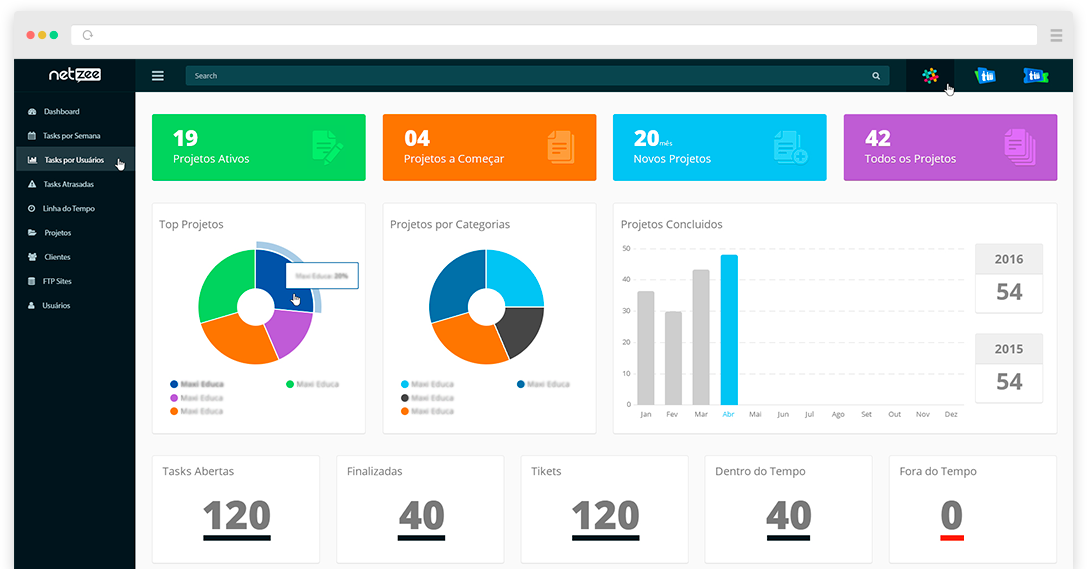 netzee
Search
Dashboard
Tasks por Semana
Tasks por Usuários
Tasks Atrasadas
Linha do Tempo
Projetos
Clientes
FTP Sites
Usuários
19
Projetos Ativos
04
Projetos a Começar
20 mês
Novos Projetos
42
Todos os Projetos
Top Projetos
Maxi Educa 20%
Maxi Educa
Maxi Educa
Maxi Educa
Maxi Educa
Projetos por Categorias
Maxi Educa
Maxi Educa
Maxi Educa
Maxi Educa
Projetos Concluidos
50
40
30
20
10
0
Jan Fev Mar Abr Mai Jun Jul Ago Set Out Nov Dez
2016
54
2015
54
Tasks Abertas
120
Finalizadas
40
Tikets
120
Dentro do Tempo
40
Fora do Tempo
0